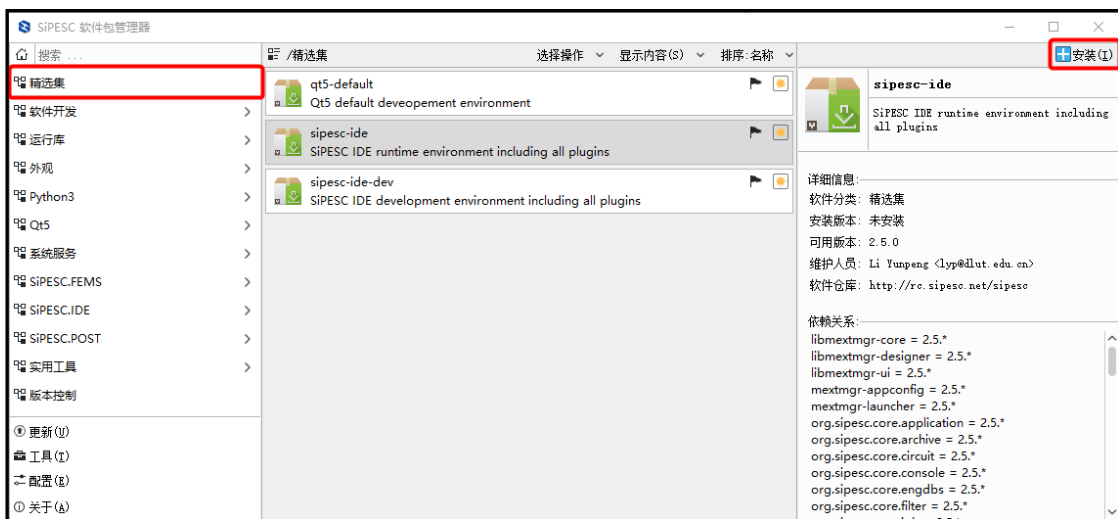 SiPESC 软件包管理器
搜索 ...
/精选集
选择操作
显示内容(S)
排序:名称
安装(I)
精选集
软件开发
运行库
外观
Python3
Qt5
系统服务
SiPESC.FEMS
SiPESC.IDE
SiPESC.POST
实用工具
版本控制
更新(U)
工具(T)
配置(E)
关于(A)
qt5-default
Qt5 default deveopement environment
sipesc-ide
SiPESC IDE runtime environment including all plugins
sipesc-ide-dev
SiPESC IDE development environment including all plugins
sipesc-ide
SiPESC IDE runtime environment including
all plugins
详细信息:
软件分类: 精选集
安装版本: 未安装
可用版本: 2.5.0
维护人员: Li Yunpeng <lyp@dlut.edu.cn>
软件仓库: http://rc.sipesc.net/sipesc
依赖关系:
libmextmgr-core = 2.5.*
libmextmgr-designer = 2.5.*
libmextmgr-ui = 2.5.*
mextmgr-appconfig = 2.5.*
mextmgr-launcher = 2.5.*
org.sipesc.core.application = 2.5.*
org.sipesc.core.archive = 2.5.*
org.sipesc.core.circuit = 2.5.*
org.sipesc.core.console = 2.5.*
org.sipesc.core.engdbs = 2.5.*
org.sipesc.core.filter = 2.5.*